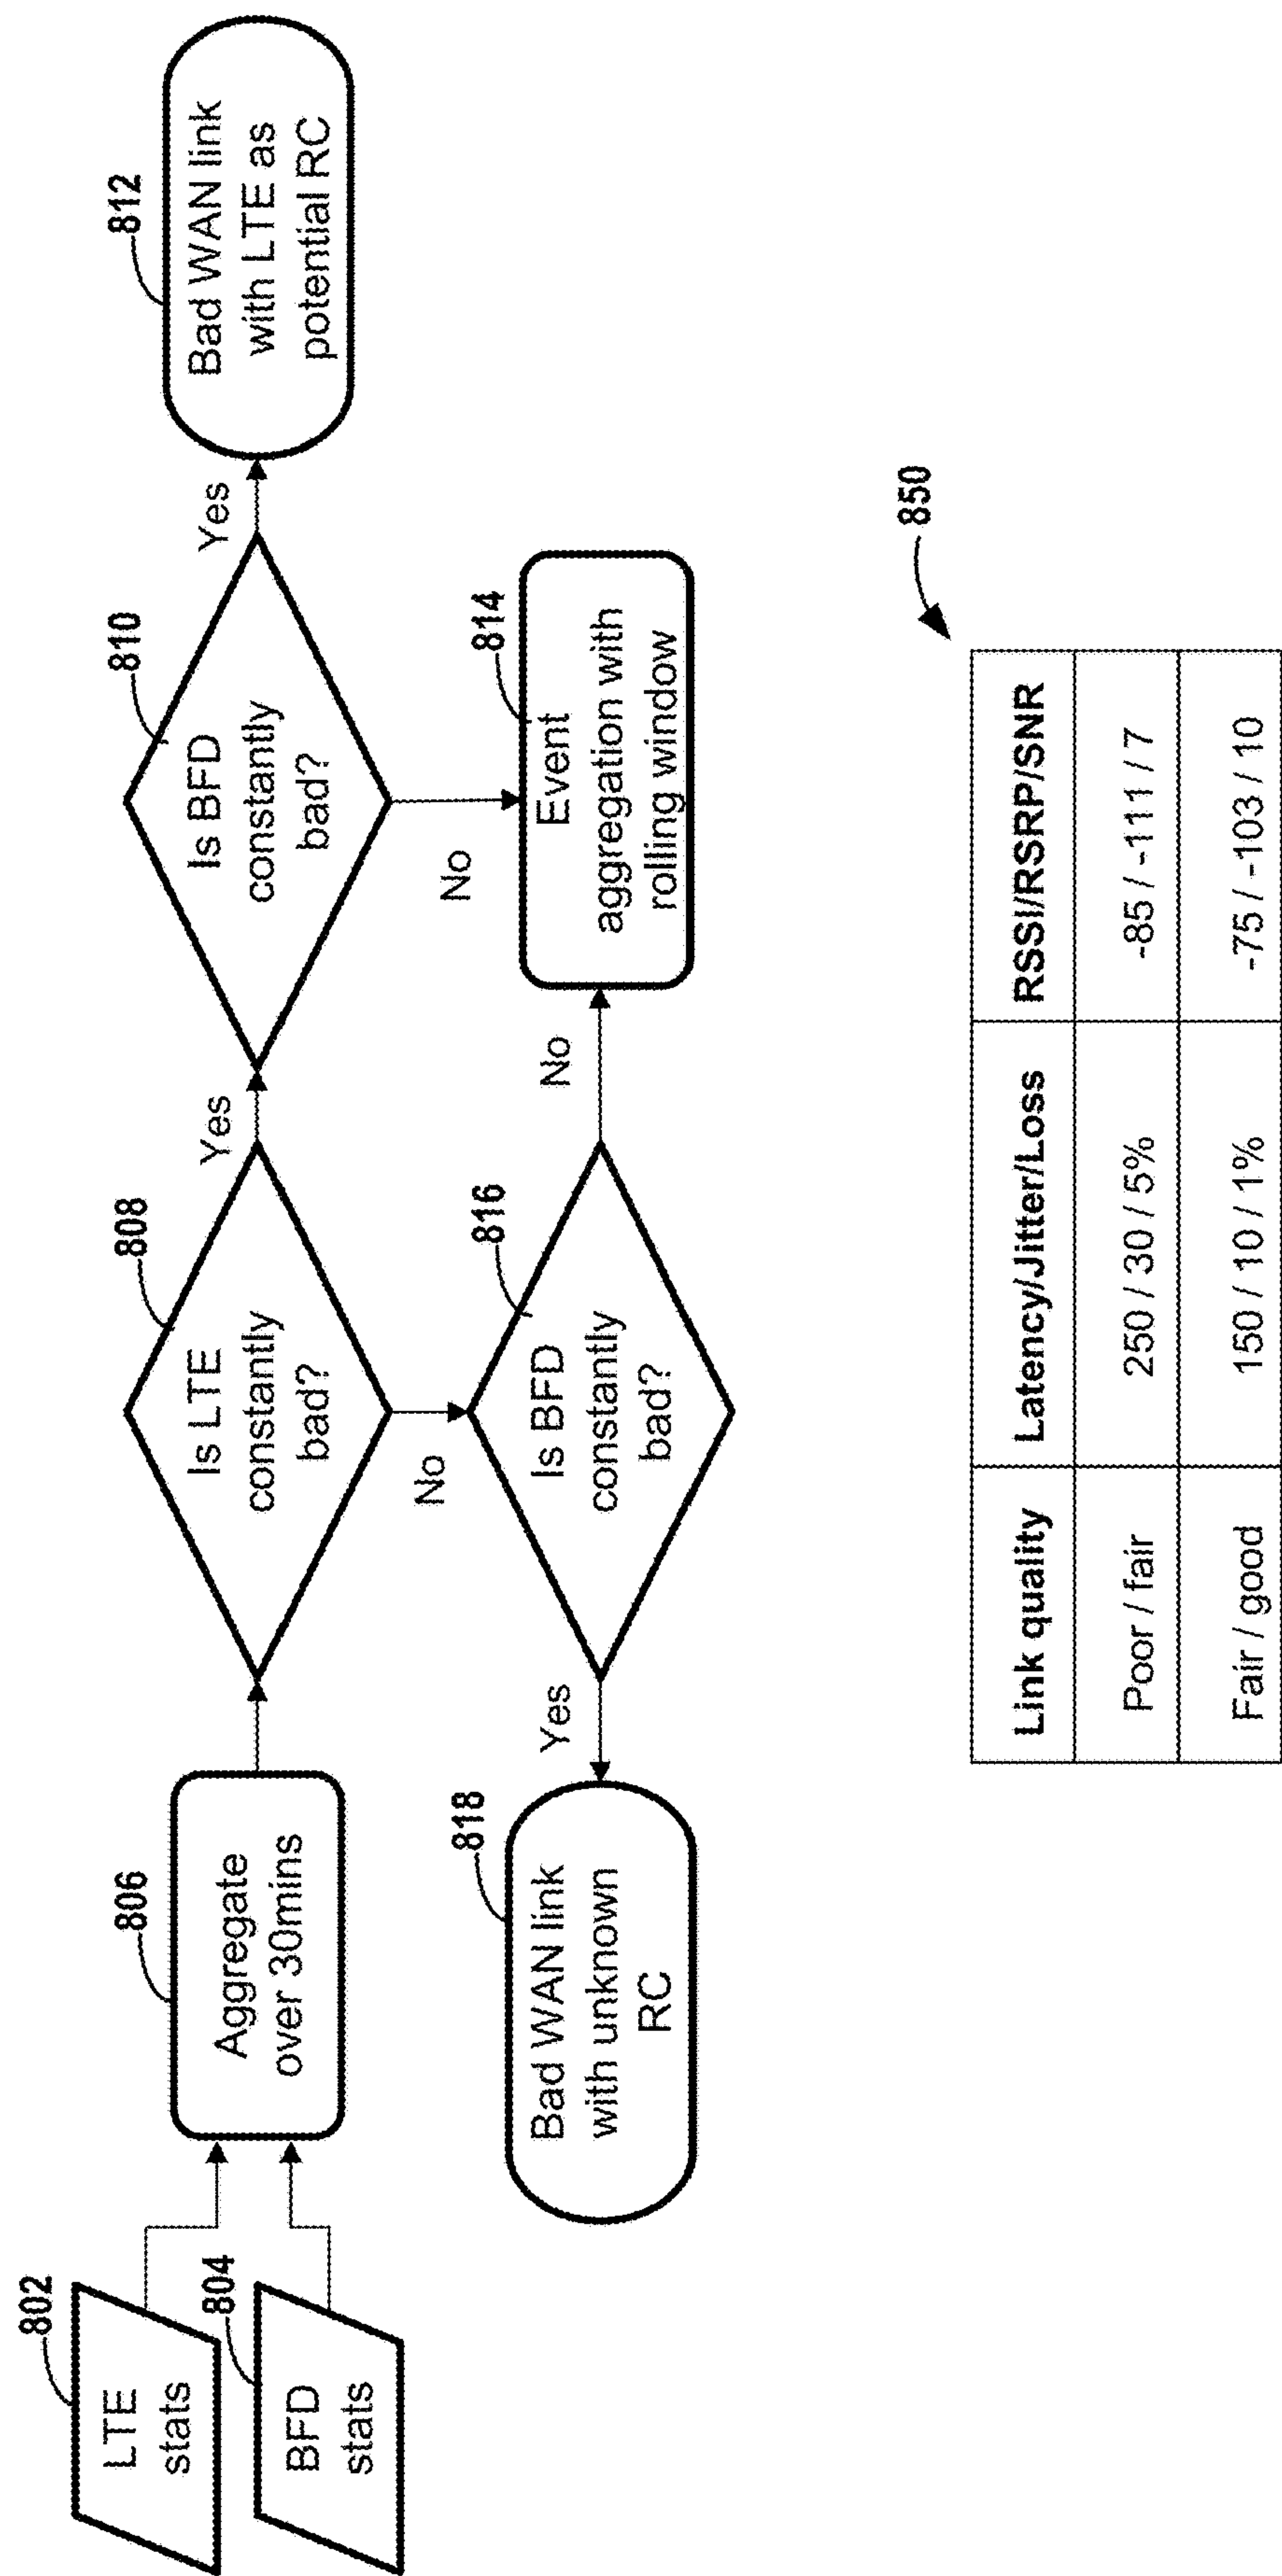 802
LTE
stats
804
BFD
stats
806
Aggregate
over 30mins
808
Is LTE
constantly
bad?
Yes
No
810
Is BFD
constantly
bad?
Yes
No
812
Bad WAN link
with LTE as
potential RC
814
Event
aggregation with
rolling window
816
Is BFD
constantly
bad?
No
Yes
818
Bad WAN link
with unknown
RC
850
Link quality Latency/Jitter/Loss RSSI/RSRP/SNR
Poor / fair 250 / 30 / 5% -85 / -111 / 7
Fair / good 150 / 10 / 1% -75 / -103 / 10